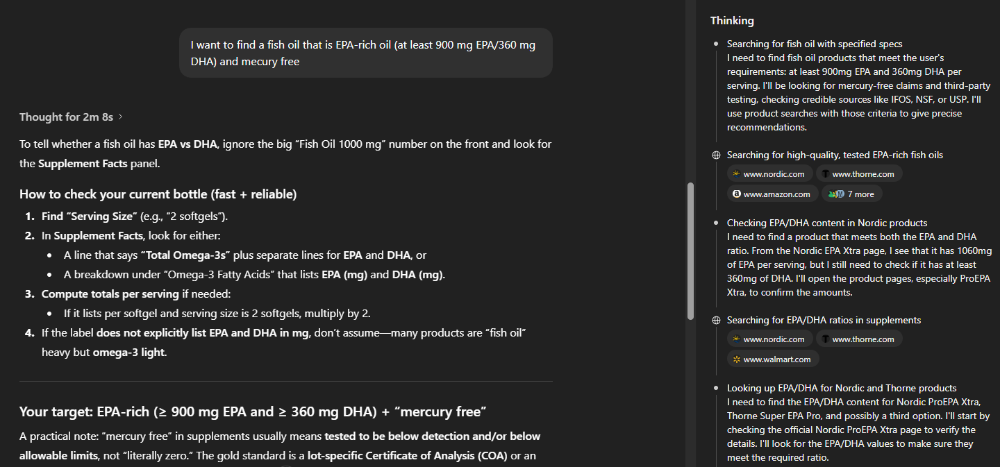 I want to find a fish oil that is EPA-rich oil (at least 900 mg EPA/360 mg
DHA) and mecury free
Thought for 2m 8s >
To tell whether a fish oil has EPA vs DHA, ignore the big “Fish Oil 1000 mg” number on the front and look for
the Supplement Facts panel.
How to check your current bottle (fast + reliable)
1. Find “Serving Size” (e.g., “2 softgels”).
2. In Supplement Facts, look for either:
• A line that says “Total Omega-3s” plus separate lines for EPA and DHA, or
• A breakdown under “Omega-3 Fatty Acids” that lists EPA (mg) and DHA (mg).
3. Compute totals per serving if needed:
• If it lists per softgel and serving size is 2 softgels, multiply by 2.
4. If the label does not explicitly list EPA and DHA in mg, don’t assume—many products are “fish oil”
heavy but omega-3 light.
Your target: EPA-rich (≥ 900 mg EPA and ≥ 360 mg DHA) + “mercury free”
A practical note: “mercury free” in supplements usually means tested to be below detection and/or below
allowable limits, not “literally zero.” The gold standard is a lot-specific Certificate of Analysis (COA) or an
Thinking
• Searching for fish oil with specified specs
I need to find fish oil products that meet the user's
requirements: at least 900mg EPA and 360mg DHA per
serving. I'll be looking for mercury-free claims and third-party
testing, checking credible sources like IFOS, NSF, or USP. I'll
use product searches with those criteria to give precise
recommendations.
Searching for high-quality, tested EPA-rich fish oils
www.nordic.com www.thorne.com
www.amazon.com 7 more
• Checking EPA/DHA content in Nordic products
I need to find a product that meets both the EPA and DHA
ratio. From the Nordic EPA Xtra page, I see that it has 1060mg
of EPA per serving, but I still need to check if it has at least
360mg of DHA. I'll open the product pages, especially ProEPA
Xtra, to confirm the amounts.
Searching for EPA/DHA ratios in supplements
www.nordic.com www.thorne.com
www.walmart.com
• Looking up EPA/DHA for Nordic and Thorne products
I need to find the EPA/DHA content for Nordic ProEPA Xtra,
Thorne Super EPA Pro, and possibly a third option. I'll start by
checking the official Nordic ProEPA Xtra page to verify the
details. I'll look for the EPA/DHA values to make sure they
meet the required ratio.